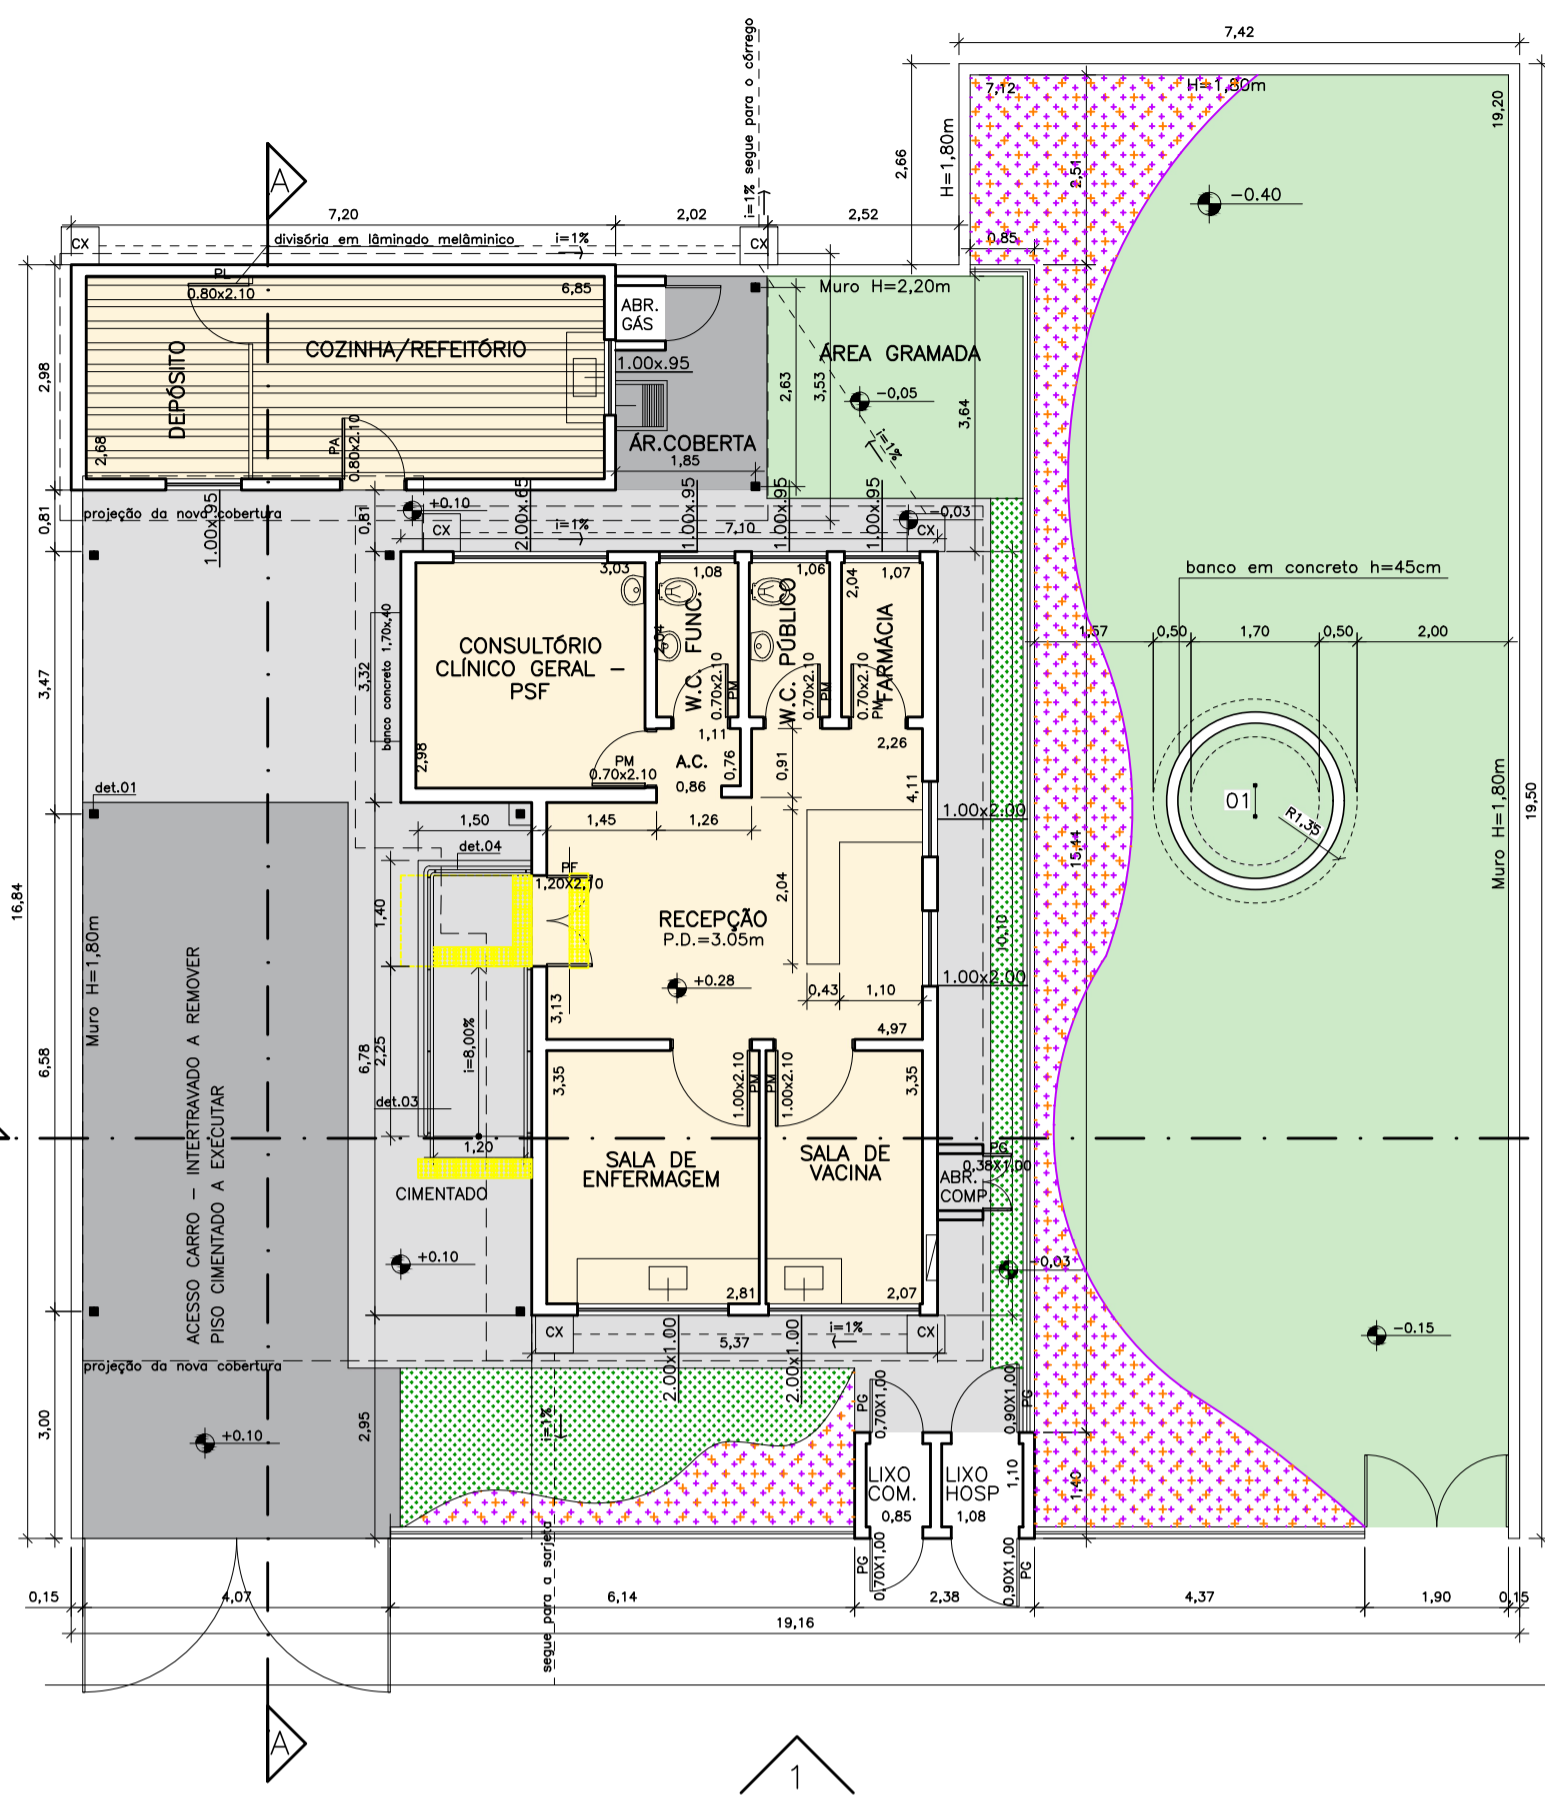 7,42
i=1% segue para o córrego
7,12
H=1,80m
19,20
H=1,80m
2,66
2,51
A
-0.40
7,20
2,02
2,52
CX
divisória em lâminado melâminico
i=1%
CX
0,85
PL
0.80x2.10
6,85
ABR.
GÁS
Muro H=2,20m
COZINHA/REFEITÓRIO
DEPÓSITO
1.00x.95
ÁREA GRAMADA
2,98
2,63
3,53
-0,05
3,64
2,68
PA
0.80x2.10
ÁR.COBERTA
1,85
i=1%
projeção da nova cobertura
0,81
1.00x.95
0,81
+0.10
CX
2.00x.65
i=1%
1.00x.95
7,10
1.00x.95
1.00x.95
-0,03
CX
3,03
1,08
1,06
2,04
1,07
banco em concreto h=45cm
CONSULTÓRIO
CLÍNICO GERAL -
PSF
2,04
W.C. FUNC.
W.C. PÚBLICO
FARMÁCIA
1,57
0,50
1,70
0,50
2,00
3,47
3,32
banco concreto 1,70x,40
0.70x2.10
PM
0.70x2.10
PM
0.70x2.10
PM
2,98
PM
0.70x2.10
1,11
A.C.
0,86
0,76
0,91
2,26
4,11
det.01
1,50
1,45
1,26
1.00x2.00
01
R1,35
Muro H=1,80m
19,50
16,84
det.04
PF
1,20X2,10
15,44
1,40
2,04
RECEPÇÃO
P.D.=3.05m
10,10
Muro H=1,80m
ACESSO CARRO - INTERTRAVADO A REMOVER
PISO CIMENTADO A EXECUTAR
+0.28
1.00x2.00
0,43
1,10
3,13
4,97
6,58
6,78
2,25
i=8,00%
3,35
1.00x2.10
PM
PM
1.00x2.10
3,35
det.03
1,20
SALA DE
ENFERMAGEM
SALA DE
VACINA
PG
0,38X1,00
ABR.
COMP
CIMENTADO
+0.10
-0,03
2,81
2,07
CX
i=1%
CX
-0.15
5,37
2.00x1.00
2.00x1.00
projeção da nova cobertura
3,00
+0.10
2,95
i=1%
PG
0,70X1,00
0,90X1,00
PG
LIXO
COM.
0,85
LIXO
HOSP
1,08
1,10
1,40
segue para a sarjeta
PG
0,70X1,00
0,90X1,00
PG
0,15
4,07
6,14
2,38
4,37
1,90
0,15
19,16
A
1